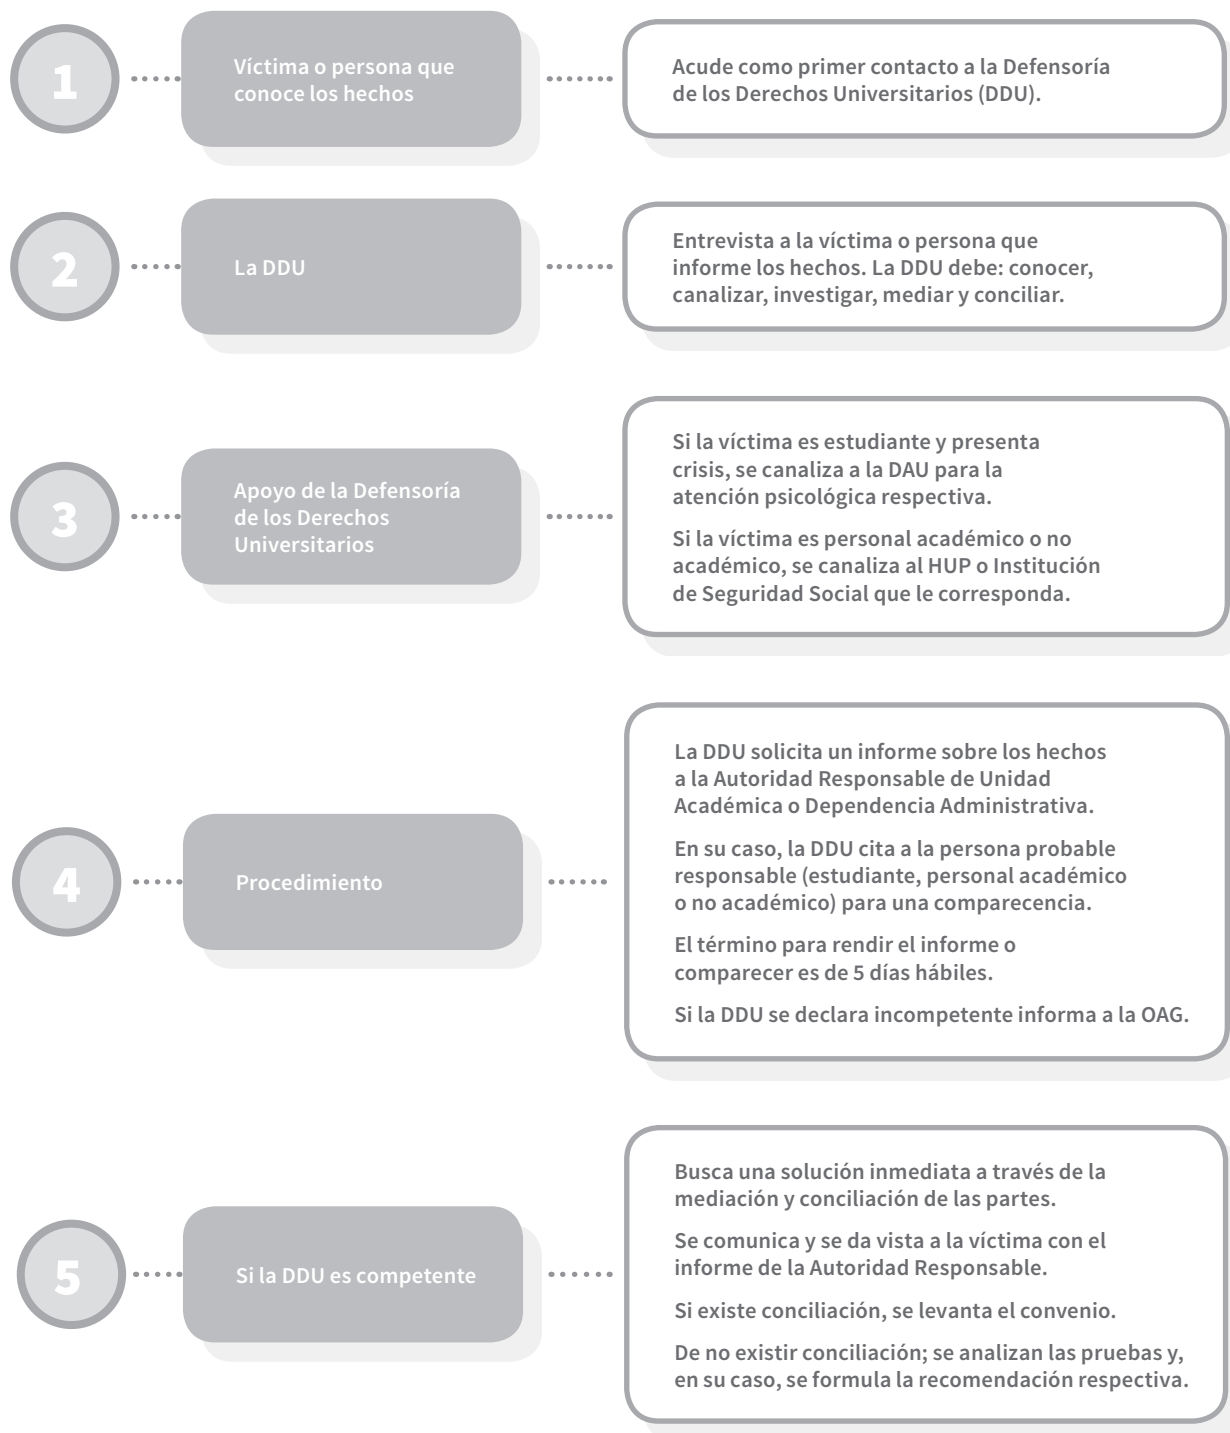 1
Víctima o persona que
conoce los hechos
Acude como primer contacto a la Defensoría
de los Derechos Universitarios (DDU).
2
La DDU
Entrevista a la víctima o persona que
informe los hechos. La DDU debe: conocer,
canalizar, investigar, mediar y conciliar.
3
Apoyo de la Defensoría
de los Derechos
Universitarios
Si la víctima es estudiante y presenta
crisis, se canaliza a la DAU para la
atención psicológica respectiva.
Si la víctima es personal académico o no
académico, se canaliza al HUP o Institución
de Seguridad Social que le corresponda.
4
Procedimiento
La DDU solicita un informe sobre los hechos
a la Autoridad Responsable de Unidad
Académica o Dependencia Administrativa.
En su caso, la DDU cita a la persona probable
responsable (estudiante, personal académico
o no académico) para una comparecencia.
El término para rendir el informe o
comparecer es de 5 días hábiles.
Si la DDU se declara incompetente informa a la OAG.
5
Si la DDU es competente
Busca una solución inmediata a través de la
mediación y conciliación de las partes.
Se comunica y se da vista a la víctima con el
informe de la Autoridad Responsable.
Si existe conciliación, se levanta el convenio.
De no existir conciliación; se analizan las pruebas y,
en su caso, se formula la recomendación respectiva.